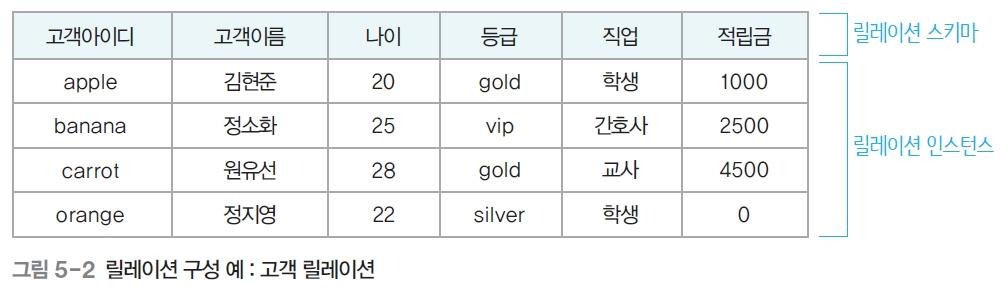 고객아이디 고객이름 나이 등급 직업 적립금 릴레이션 스키마
apple 김현준 20 gold 학생 1000
banana 정소화 25 vip 간호사 2500
릴레이션 인스턴스
carrot 원유선 28 gold 교사 4500
orange 정지영 22 silver 학생 0
그림 5-2 릴레이션 구성 예 : 고객 릴레이션